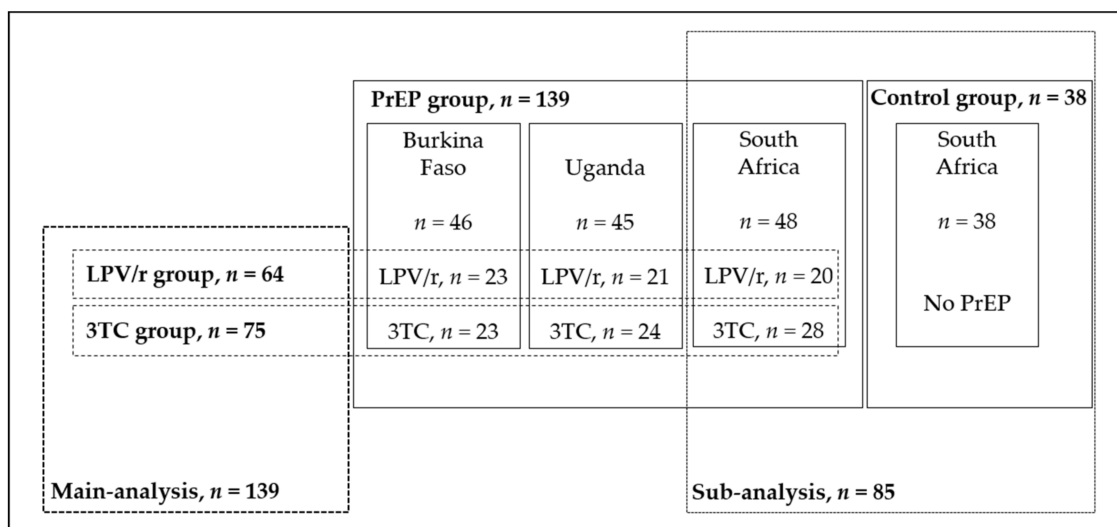 PrEP group, n = 139
Control group, n = 38
Burkina
Faso
n = 46
Uganda
n = 45
South
Africa
n = 48
South
Africa
n = 38
No PrEP
LPV/r group, n = 64
LPV/r, n = 23
LPV/r, n = 21
LPV/r, n = 20
3TC group, n = 75
3TC, n = 23
3TC, n = 24
3TC, n = 28
Main-analysis, n = 139
Sub-analysis, n = 85